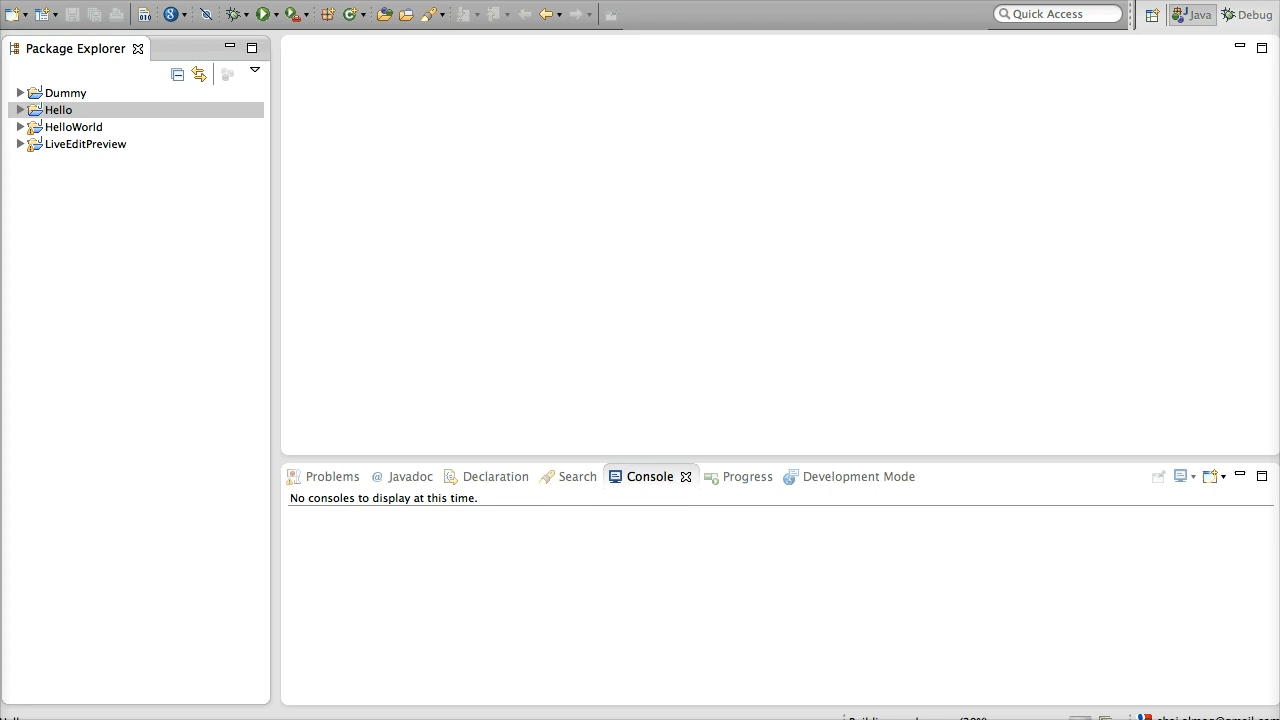 Quick Access
Java
Debug
Package Explorer
Dummy
Hello
HelloWorld
LiveEditPreview
Problems
@ Javadoc
Declaration
Search
Console
Progress
Development Mode
No consoles to display at this time.